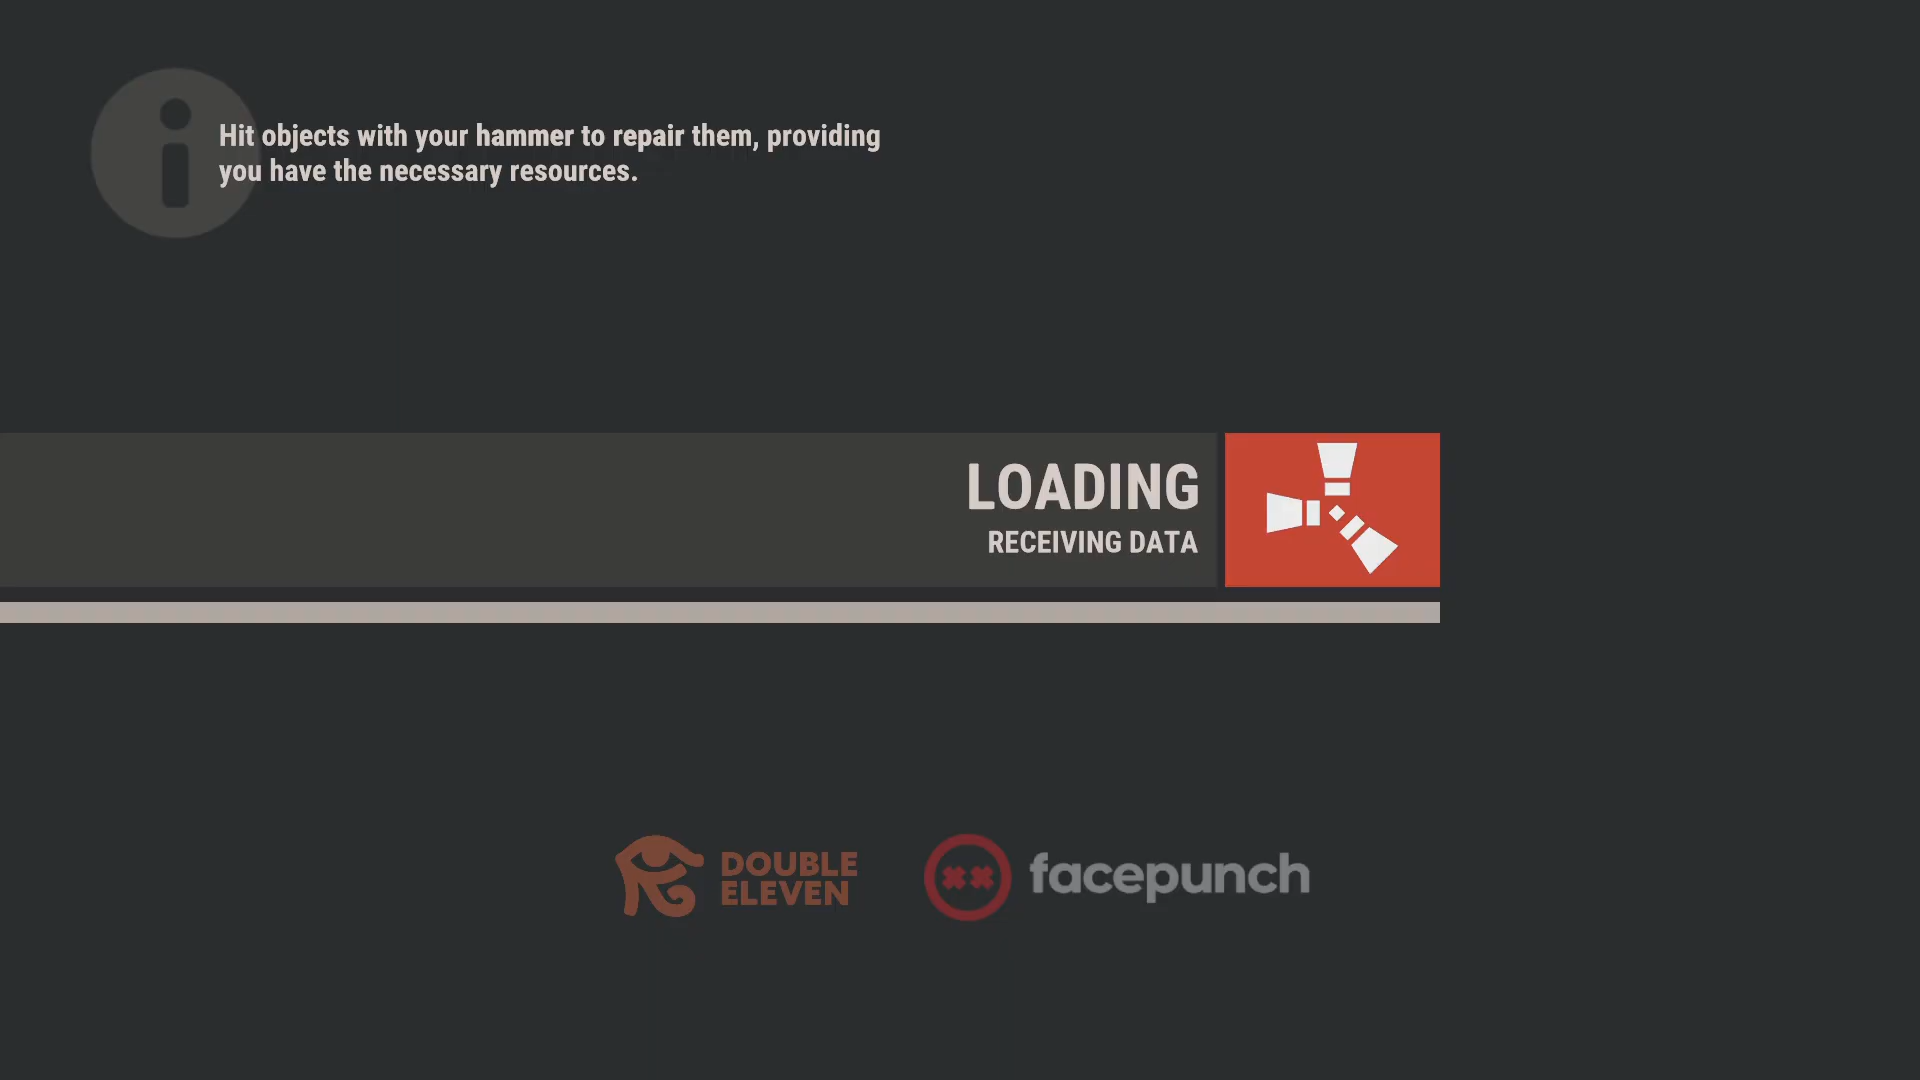 Hit objects with your hammer to repair them, providing
you have the necessary resources.
LOADING
RECEIVING DATA
DOUBLE
ELEVEN
facepunch